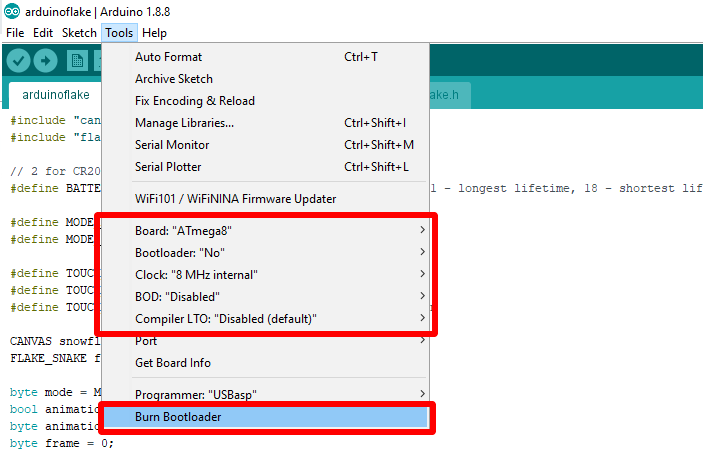 arduinoflake | Arduino 1.8.8
File Edit Sketch Tools Help
Auto Format Ctrl+T
Archive Sketch
Fix Encoding & Reload
Manage Libraries... Ctrl+Shift+I
Serial Monitor Ctrl+Shift+M
Serial Plotter Ctrl+Shift+L
WiFi101 / WiFiNINA Firmware Updater
Board: "ATmega8"
Bootloader: "No"
Clock: "8 MHz internal"
BOD: "Disabled"
Compiler LTO: "Disabled (default)"
Port
Get Board Info
Programmer: "USBasp"
Burn Bootloader
arduinoflake ake.h
#include "can
#include "fla
// 2 for CR20
#define BATTE 1 - longest lifetime, 18 - shortest lif
#define MODE_
#define MODE_
#define TOUC
#define TOUC
#define TOUC
CANVAS snowfl
FLAKE_SNAKE f
byte mode = M
bool animatio
byte animatio
byte frame = 0;